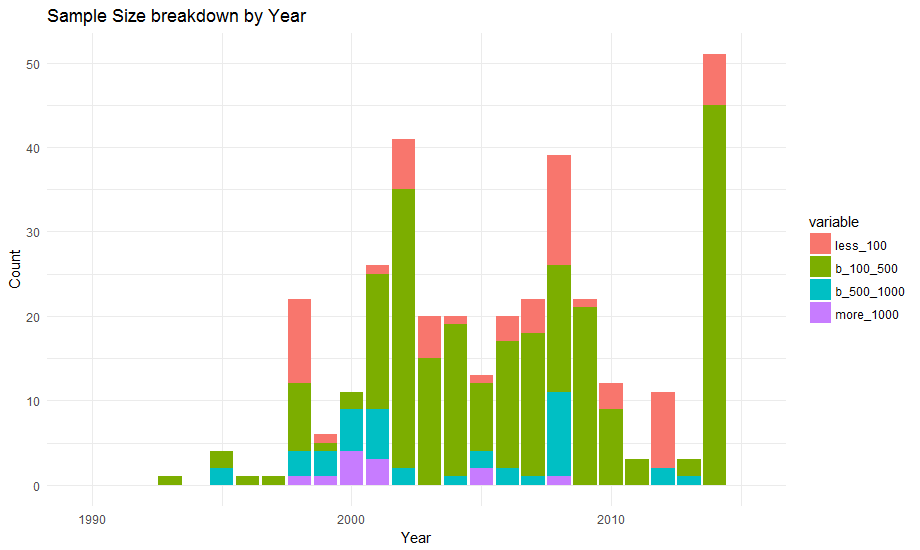 Sample Size breakdown by Year
50
40
30
20
10
0
Count
1990 2000 2010
Year
variable
less_100
b_100_500
b_500_1000
more_1000